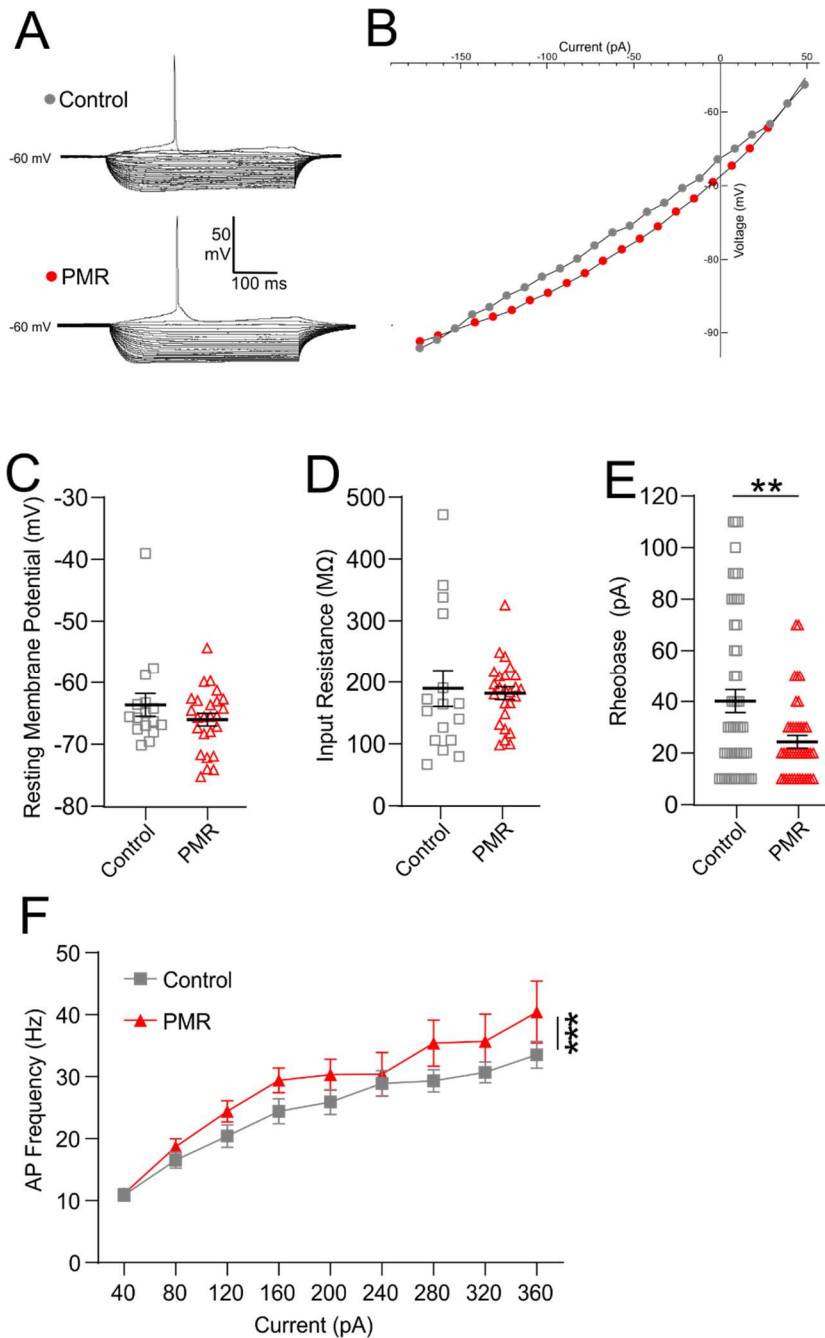 A
Control
-60 mV
50
mV
100 ms
PMR
-60 mV
B
Current (pA)
-150
-100
-50
0
50
-60
-70
-80
-90
Voltage (mV)
C
Resting Membrane Potential (mV)
-30
-40
-50
-60
-70
-80
Control
PMR
D
Input Resistance (MΩ)
500
400
300
200
100
0
Control
PMR
E
**
Rheobase (pA)
120
100
80
60
40
20
0
Control
PMR
F
AP Frequency (Hz)
50
40
30
20
10
0
Control
PMR
***
40 80 120 160 200 240 280 320 360
Current (pA)